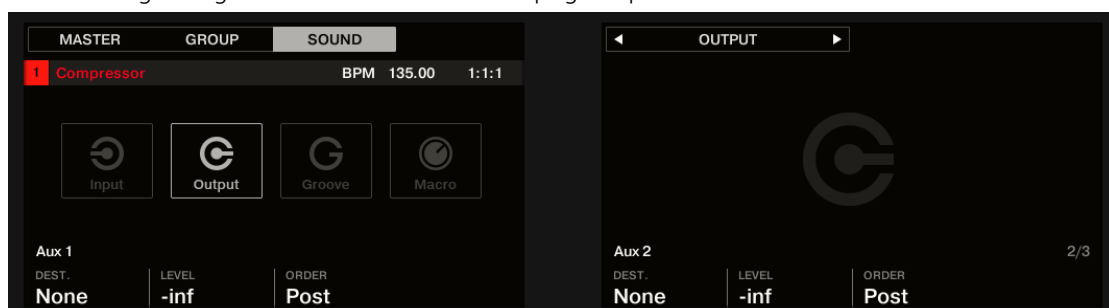 MASTER GROUP SOUND
1 Compressor BPM 135.00 1:1:1
Input Output Groove Macro
Aux 1
DEST. LEVEL ORDER
None -inf Post
OUTPUT
Aux 2 2/3
DEST. LEVEL ORDER
None -inf Post